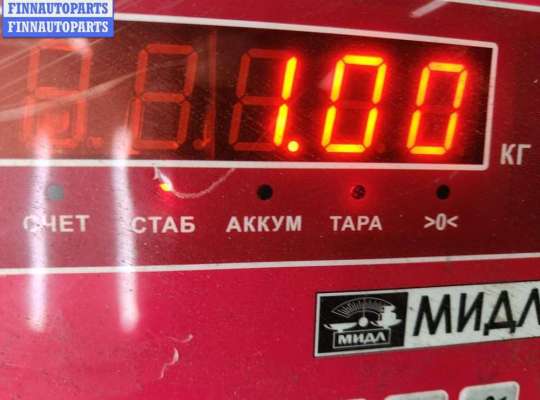 FINNAUTOPARTS
FINNAUTOPARTS
1.00
КГ
СЧЕТ СТАБ АККУМ ТАРА >0<
МИДЛ МИДЛ